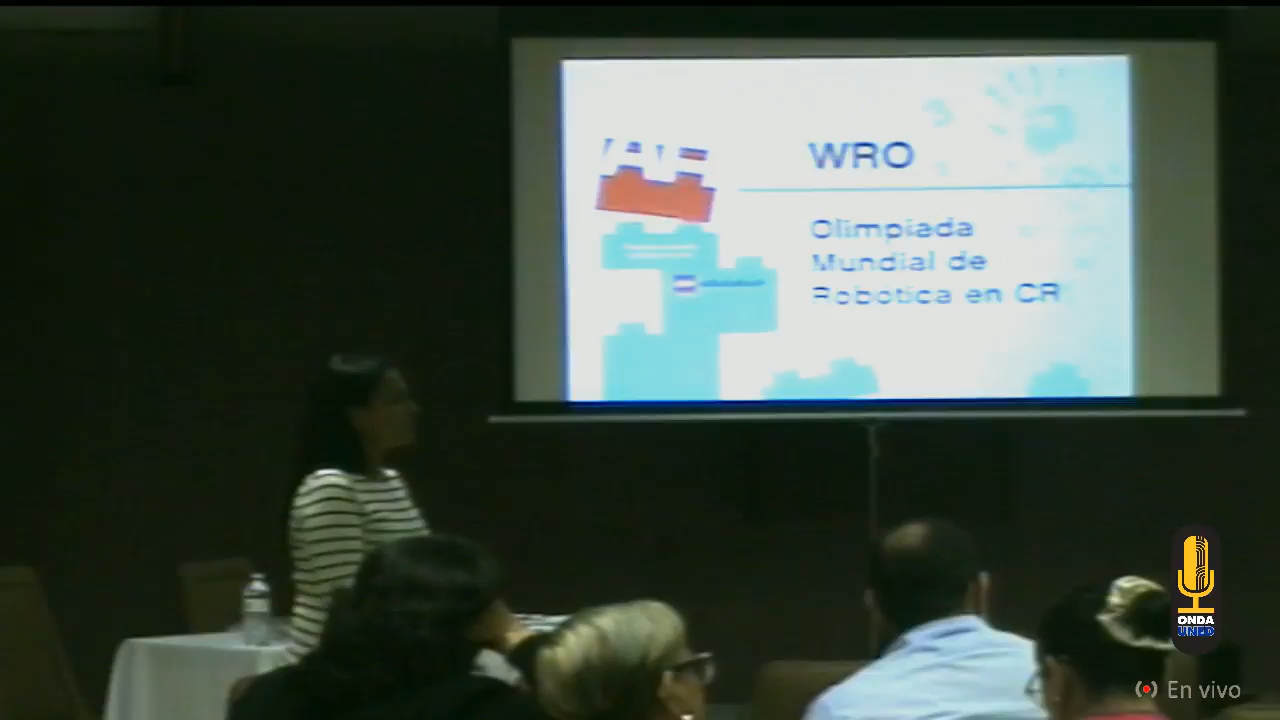 WRO
Olimpiada
Mundial de
Robotica en CR
ONDA
UNED
En vivo